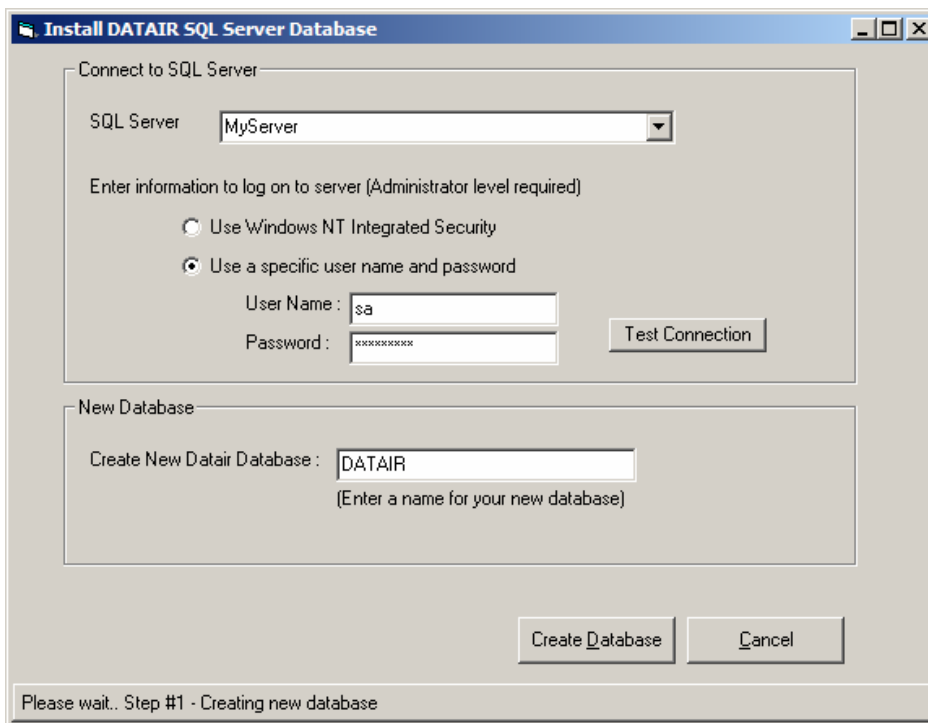 Install DATAIR SQL Server Database
Connect to SQL Server
SQL Server MyServer
Enter information to log on to server (Administrator level required)
Use Windows NT Integrated Security
Use a specific user name and password
User Name : sa
Password : *********
Test Connection
New Database
Create New Datair Database : DATAIR
(Enter a name for your new database)
Create Database Cancel
Please wait.. Step #1 - Creating new database